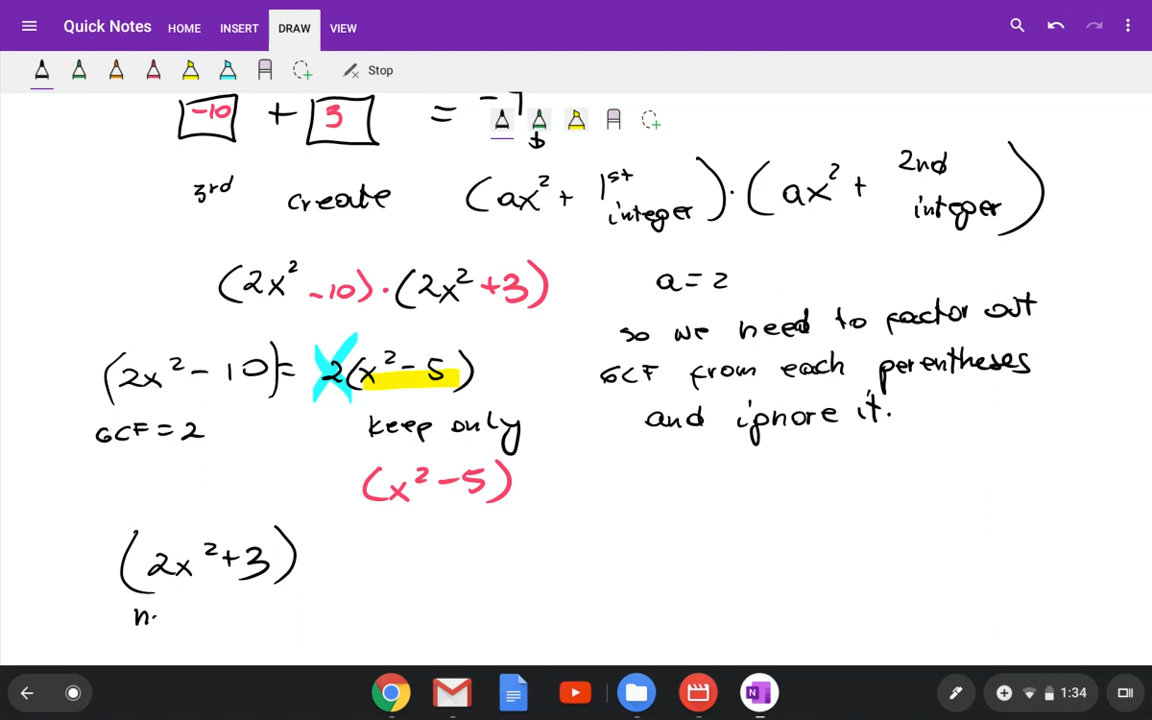 Quick Notes HOME INSERT DRAW VIEW
Stop
-10 + 3 = -7
b
3rd create (ax² + 1st integer) · (ax² + 2nd integer)
(2x² -10) · (2x² +3)
a = 2
so we need to factor out
GCF from each perentheses
and ignore it.
(2x² - 10) = 2(x² - 5)
GCF = 2
keep only
(x² - 5)
(2x² + 3)
n.
1:34